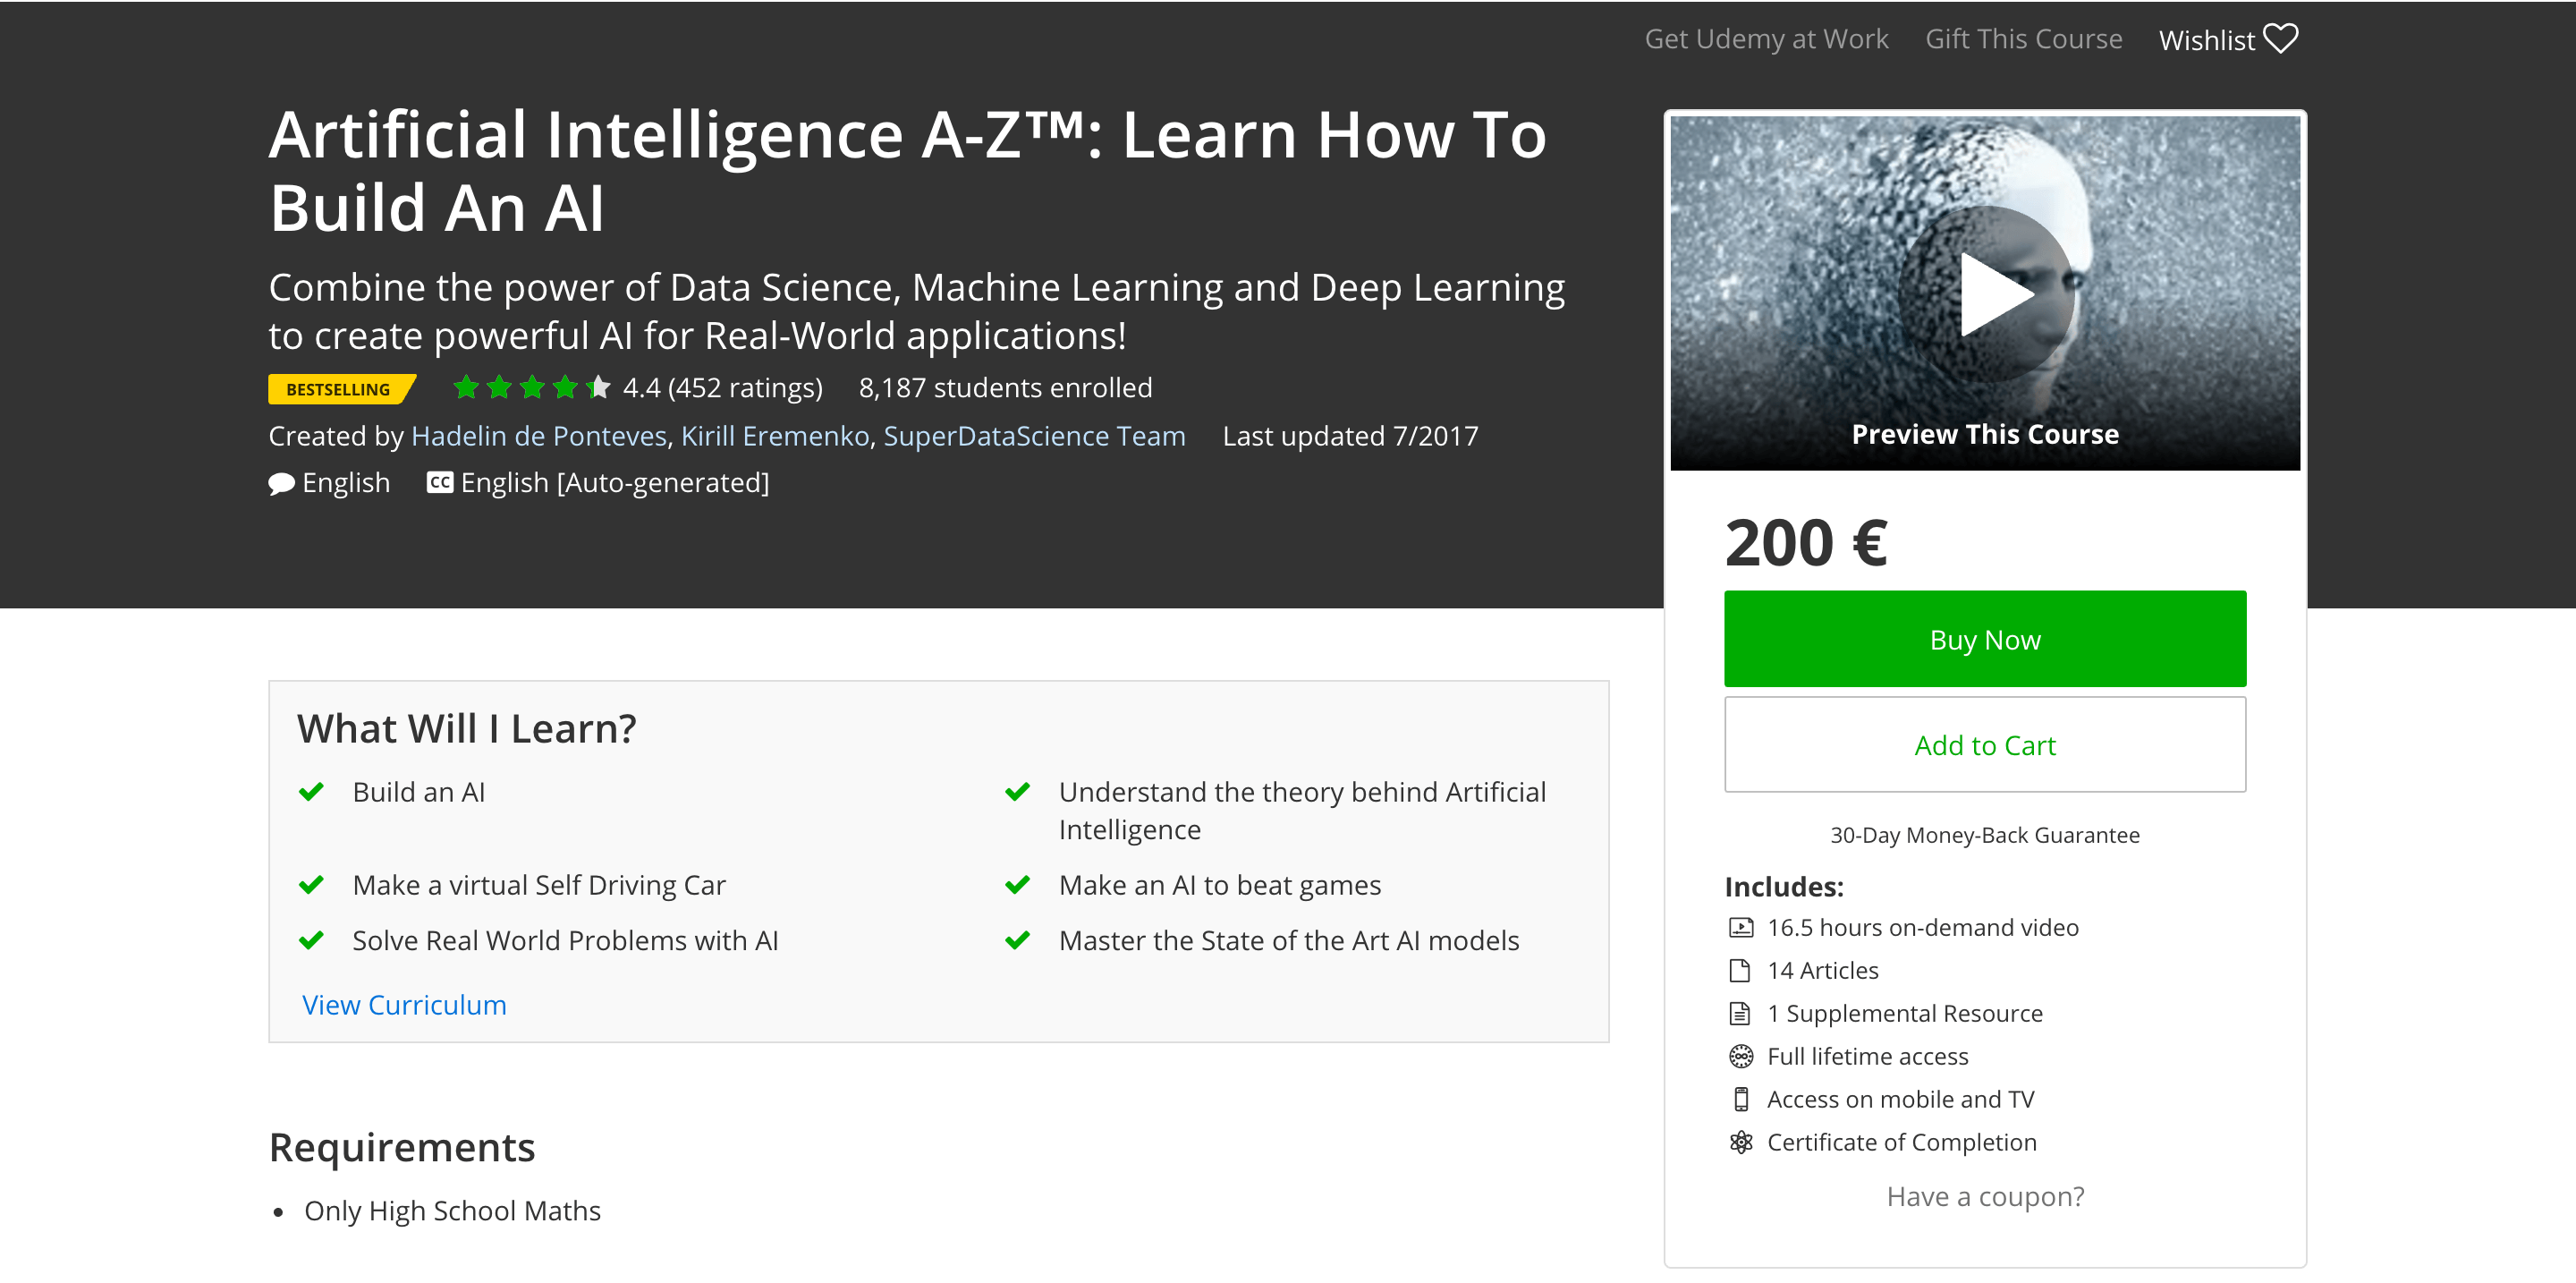 Get Udemy at Work Gift This Course Wishlist
Artificial Intelligence A-Z™: Learn How To
Build An AI
Combine the power of Data Science, Machine Learning and Deep Learning
to create powerful AI for Real-World applications!
BESTSELLING 4.4 (452 ratings) 8,187 students enrolled
Created by Hadelin de Ponteves, Kirill Eremenko, SuperDataScience Team Last updated 7/2017
English CC English [Auto-generated]
Preview This Course
200 €
Buy Now
Add to Cart
30-Day Money-Back Guarantee
Includes:
16.5 hours on-demand video
14 Articles
1 Supplemental Resource
Full lifetime access
Access on mobile and TV
Certificate of Completion
Have a coupon?
What Will I Learn?
Build an AI
Understand the theory behind Artificial
Intelligence
Make a virtual Self Driving Car
Make an AI to beat games
Solve Real World Problems with AI
Master the State of the Art AI models
View Curriculum
Requirements
• Only High School Maths